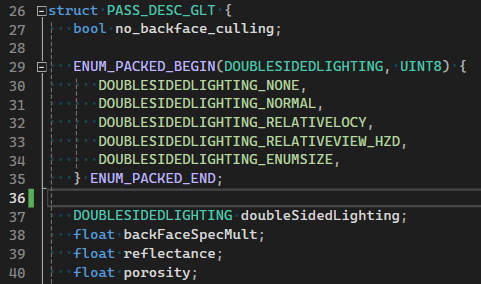 26 struct PASS_DESC_GLT {
27 bool no_backface_culling;
28
29 ENUM_PACKED_BEGIN(DOUBLESIDEDLIGHTING, UINT8) {
30 DOUBLESIDEDLIGHTING_NONE,
31 DOUBLESIDEDLIGHTING_NORMAL,
32 DOUBLESIDEDLIGHTING_RELATIVELOCY,
33 DOUBLESIDEDLIGHTING_RELATIVEVIEW_HZD,
34 DOUBLESIDEDLIGHTING_ENUMSIZE,
35 } ENUM_PACKED_END;
36
37 DOUBLESIDEDLIGHTING doubleSidedLighting;
38 float backFaceSpecMult;
39 float reflectance;
40 float porosity;